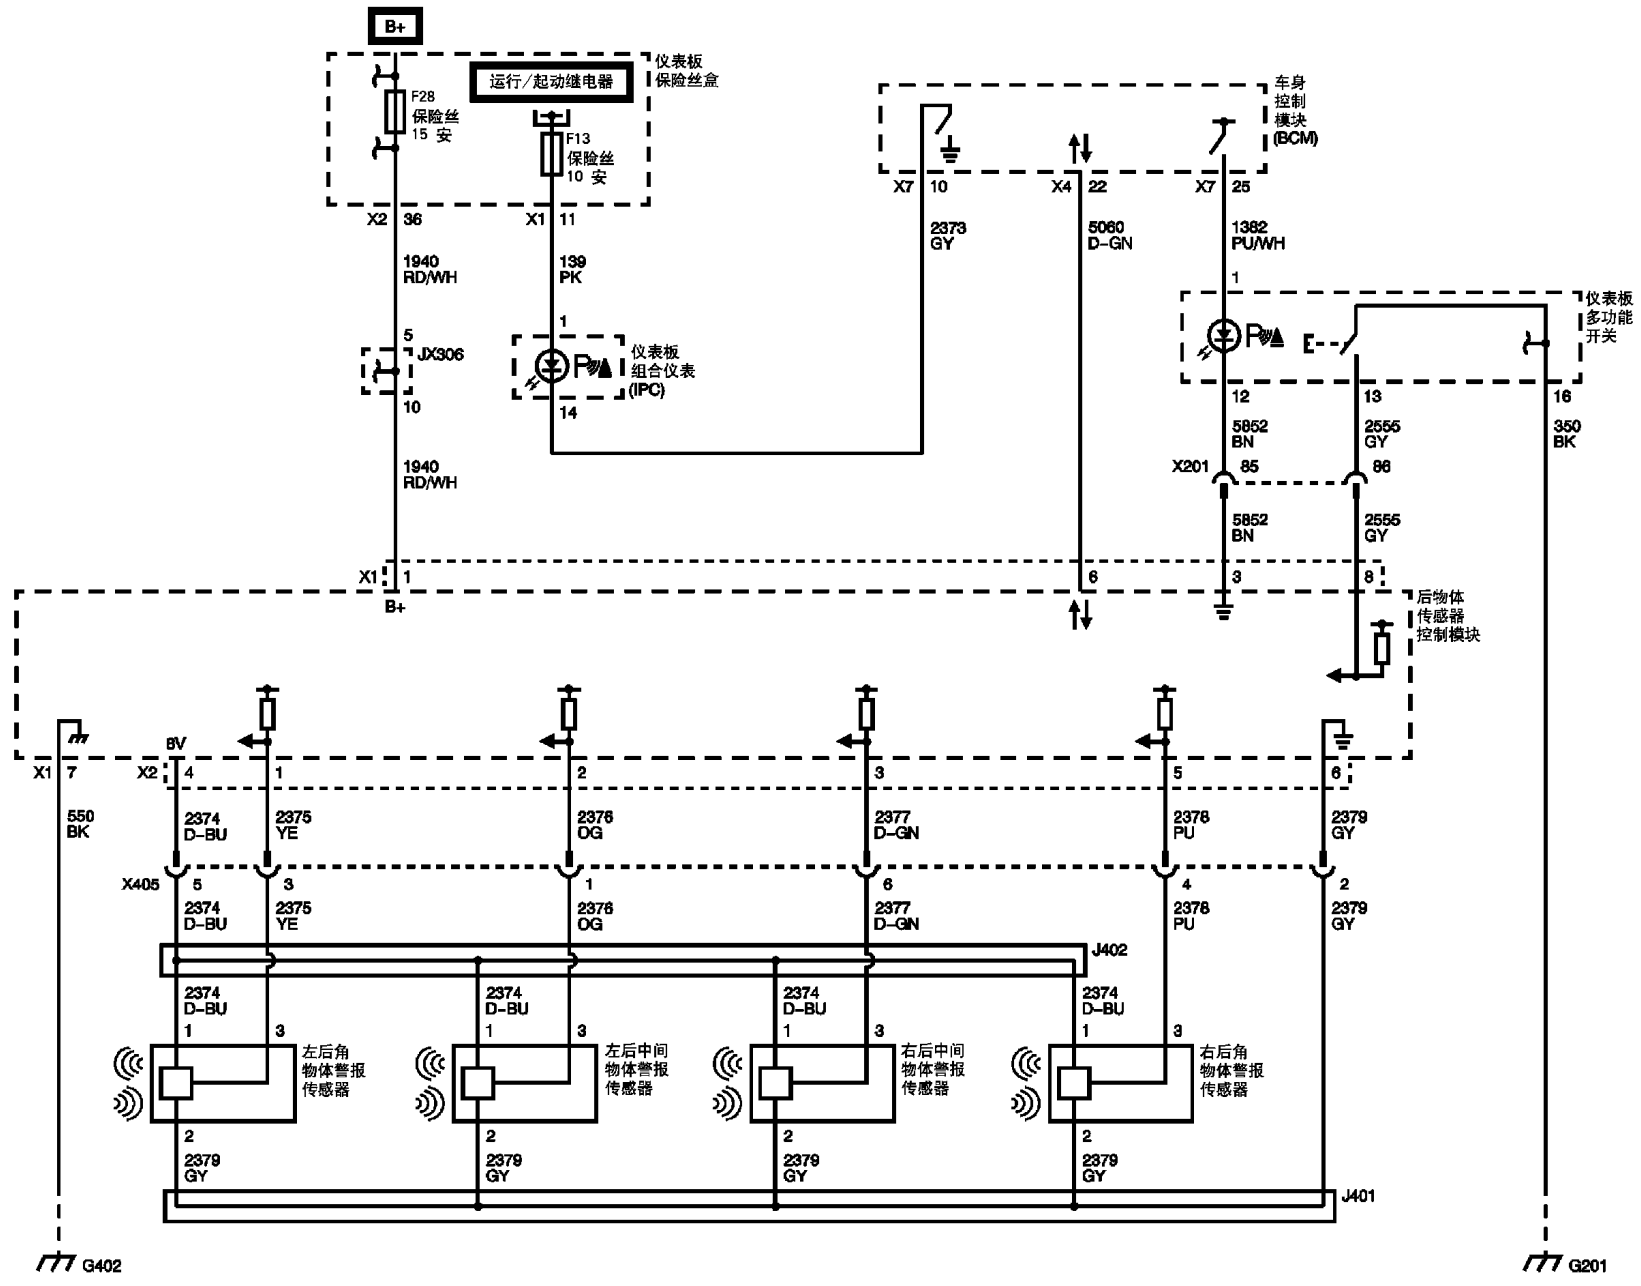 B+
仪表板
保险丝盒
运行/起动继电器
F28
保险丝
15 安
F13
保险丝
10 安
X2 36
X1 11
车身
控制
模块
(BCM)
X7 10
X4 22
X7 25
1940
RD/WH
139
PK
2373
GY
5060
D-GN
1382
PU/WH
5
JX306
10
1
仪表板
组合仪表
(IPC)
P
14
1
P
仪表板
多功能
开关
12
13
16
1940
RD/WH
5852
BN
2555
GY
350
BK
X201 85
86
5852
BN
2555
GY
X1 1
6
3
8
B+
后物体
传感器
控制模块
8V
X1 7
X2 4
1
2
3
5
6
550
BK
2374
D-BU
2375
YE
2376
OG
2377
D-GN
2378
PU
2379
GY
X405 5
3
1
6
4
2
2374
D-BU
2375
YE
2376
OG
2377
D-GN
2378
PU
2379
GY
J402
2374
D-BU
2374
D-BU
2374
D-BU
2374
D-BU
1 3
1 3
1 3
1 3
左后角
物体警报
传感器
左后中间
物体警报
传感器
右后中间
物体警报
传感器
右后角
物体警报
传感器
2
2379
GY
2
2379
GY
2
2379
GY
2
2379
GY
J401
G402
G201